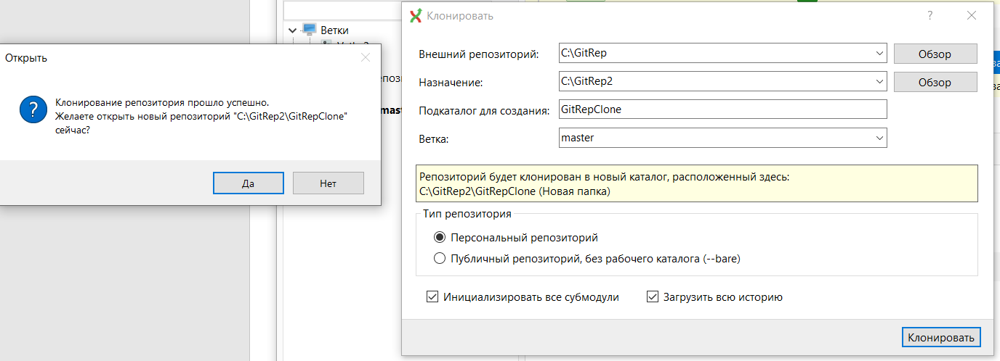 Ветки
Открыть
Клонирование репозитория прошло успешно.
Желаете открыть новый репозиторий "C:\GitRep2\GitRepClone"
сейчас?
Да
Нет
Клонировать
?
Внешний репозиторий:
C:\GitRep
Обзор
Назначение:
C:\GitRep2
Обзор
Подкаталог для создания:
GitRepClone
Ветка:
master
Репозиторий будет клонирован в новый каталог, расположенный здесь:
C:\GitRep2\GitRepClone (Новая папка)
Тип репозитория
Персональный репозиторий
Публичный репозиторий, без рабочего каталога (--bare)
Инициализировать все субмодули
Загрузить всю историю
Клонировать